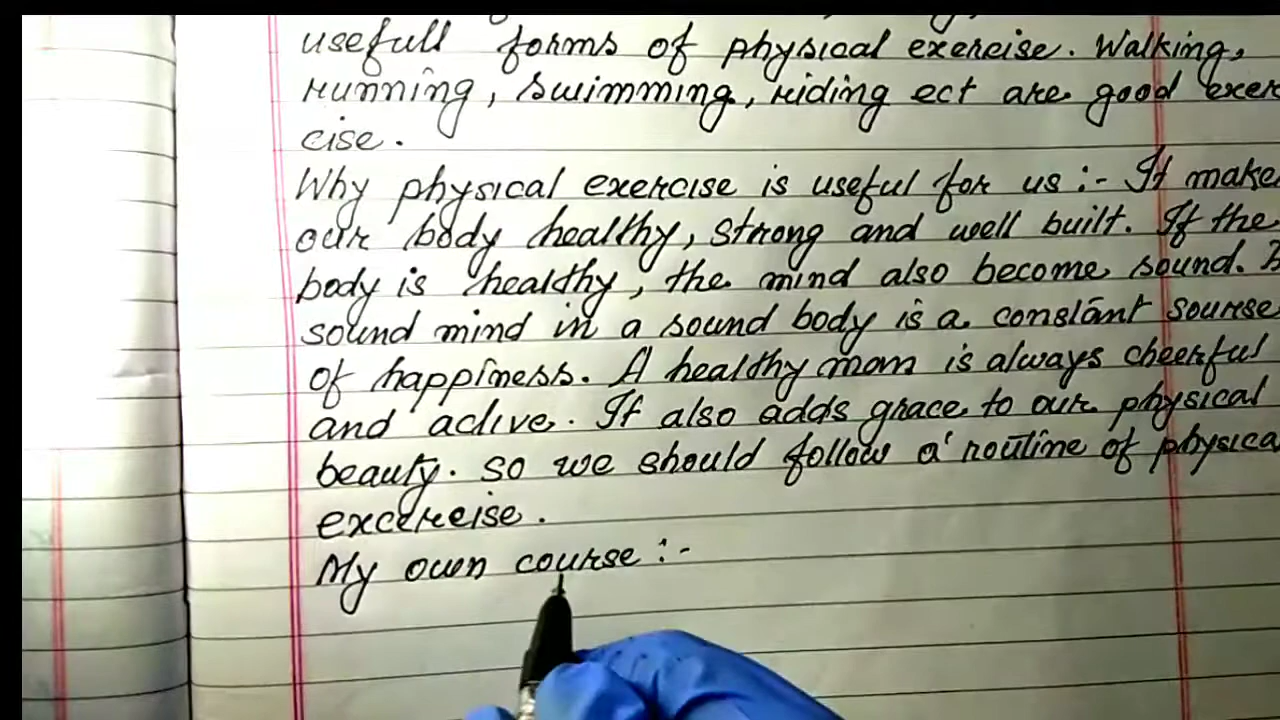 usefull forms of physical exercise. Walking,
running, swimming, riding ect are good exer
cise.
Why physical exercise is useful for us :- It make
our body healthy, strong and well built. If the
body is healthy, the mind also become sound.
sound mind in a sound body is a constant sourse
of happiness. A healthy man is always cheerful
and active. It also adds grace to our physical
beauty. so we should follow a routine of physica
excerceise.
My own course :-